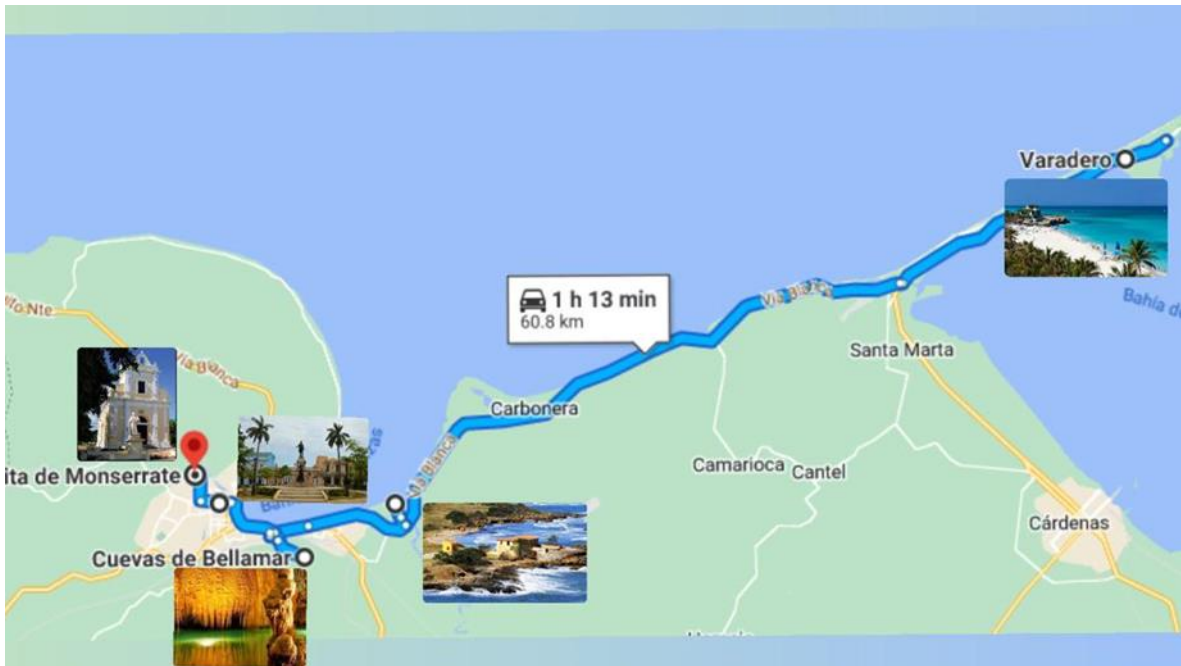 Varadero
1 h 13 min
60.8 km
Vía Blanca
Bahía de
Santa Marta
Carbonera
Camarioca
Cantel
Cárdenas
Vía Blanca
ita de Monserrate
Vía Blanca
Cuevas de Bellamar